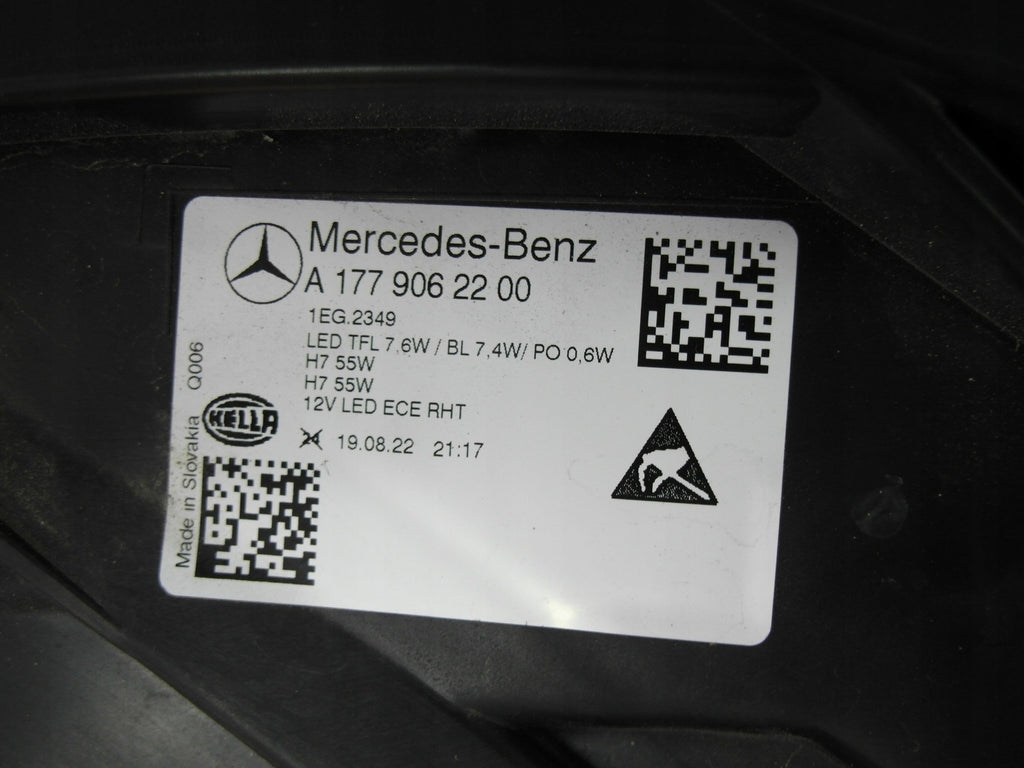 Mercedes-Benz
A 177 906 22 00
1EG.2349
LED TFL 7,6W / BL 7,4W/ PO 0,6W
H7 55W
H7 55W
12V LED ECE RHT
24 19.08.22 21:17
HELLA
Made in Slovakia Q006